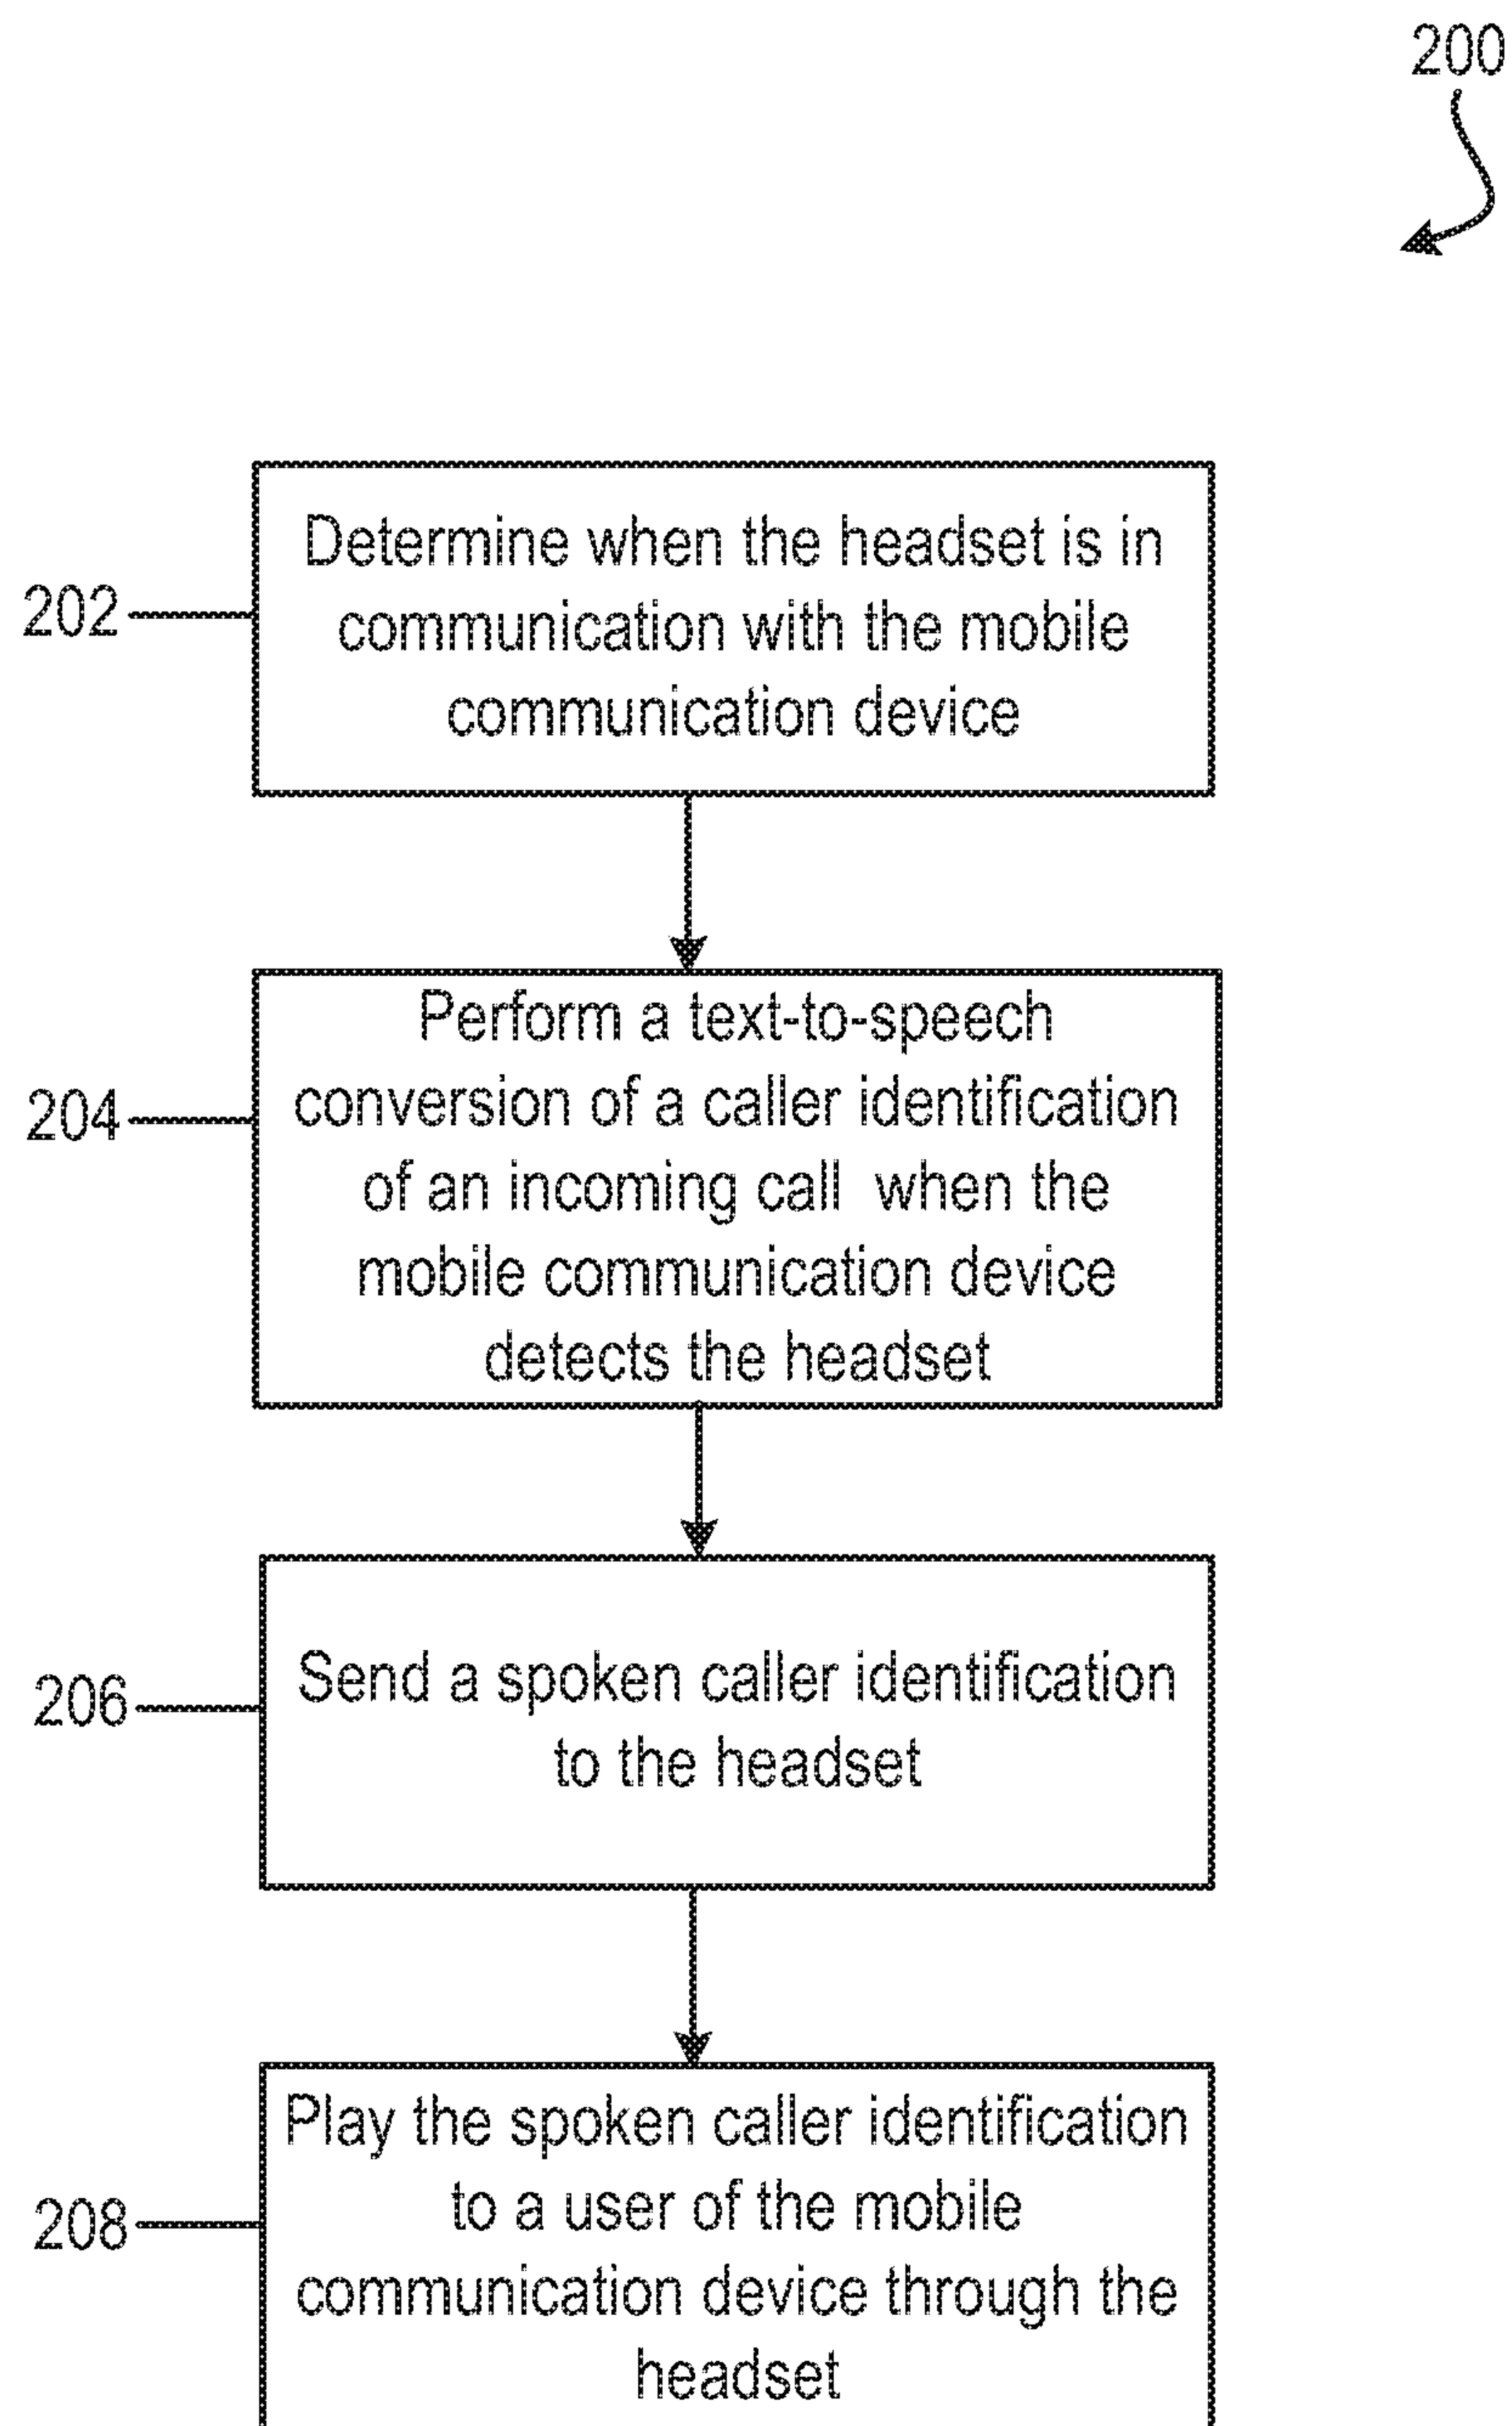 200
202
Determine when the headset is in
communication with the mobile
communication device
204
Perform a text-to-speech
conversion of a caller identification
of an incoming call when the
mobile communication device
detects the headset
206
Send a spoken caller identification
to the headset
208
Play the spoken caller identification
to a user of the mobile
communication device through the
headset